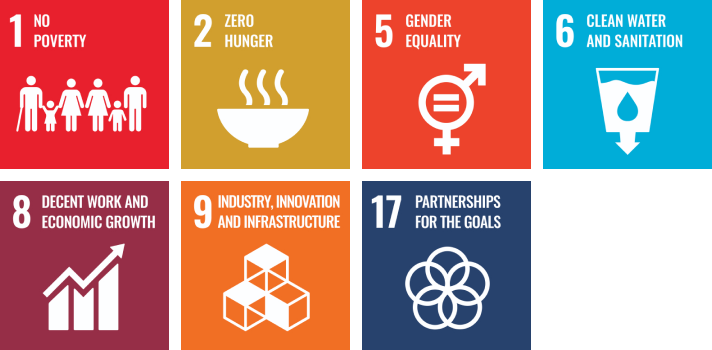 1 NO
POVERTY
2 ZERO
HUNGER
5 GENDER
EQUALITY
6 CLEAN WATER
AND SANITATION
8 DECENT WORK AND
ECONOMIC GROWTH
9 INDUSTRY, INNOVATION
AND INFRASTRUCTURE
17 PARTNERSHIPS
FOR THE GOALS